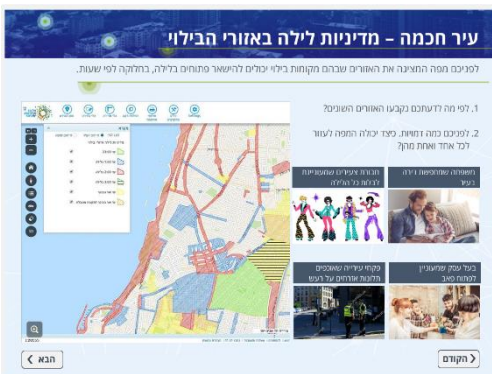 עיר חכמה – מדיניות לילה באזורי הבילוי
לפניכם מפה המציגה את האזורים שבהם מקומות בילוי יכולים להישאר פתוחים בלילה, בחלוקה לפי שעות.
1. לפי מה לדעתכם נקבעו האזורים השונים?
2. לפניכם כמה דמויות. כיצד יכולה המפה לעזור
לכל אחד ואחת מהן?
משפחה שמחפשת דירה
בעיר
חבורת צעירים שמעוניינת
לבלות כל הלילה
בעל עסק שמעוניין
לפתוח פאב
פקחי עירייה שאוכפים
תלונות אזרחים על רעש
הקודם
הבא